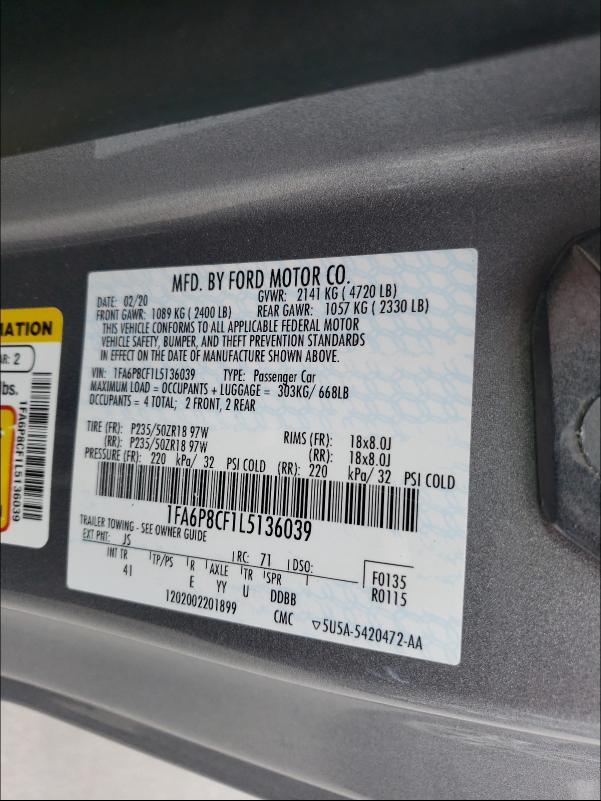 MFD. BY FORD MOTOR CO.
DATE: 02/20 GVWR: 2141 KG ( 4720 LB)
FRONT GAWR: 1089 KG ( 2400 LB) REAR GAWR: 1057 KG ( 2330 LB)
THIS VEHICLE CONFORMS TO ALL APPLICABLE FEDERAL MOTOR
VEHICLE SAFETY, BUMPER, AND THEFT PREVENTION STANDARDS
IN EFFECT ON THE DATE OF MANUFACTURE SHOWN ABOVE.
VIN: 1FA6P8CF1L5136039 TYPE: Passenger Car
MAXIMUM LOAD = OCCUPANTS + LUGGAGE = 303KG/ 668LB
OCCUPANTS = 4 TOTAL; 2 FRONT, 2 REAR
TIRE (FR): P235/50ZR18 97W RIMS (FR): 18x8.0J
(RR): P235/50ZR18 97W (RR): 18x8.0J
PRESSURE (FR): 220 kPa/ 32 PSI COLD (RR): 220 kPa/ 32 PSI COLD
1FA6P8CF1L5136039
TRAILER TOWING - SEE OWNER GUIDE
EXT PNT: JS RC: 71 DSO:
INT TR TP/PS R AXLE TR SPR F0135
41 E YY U DDBB R0115
1202002201899 CMC ▽5U5A-5420472-AA
MATION
AR: 2
lbs.
1FA6P8CF1L5136039